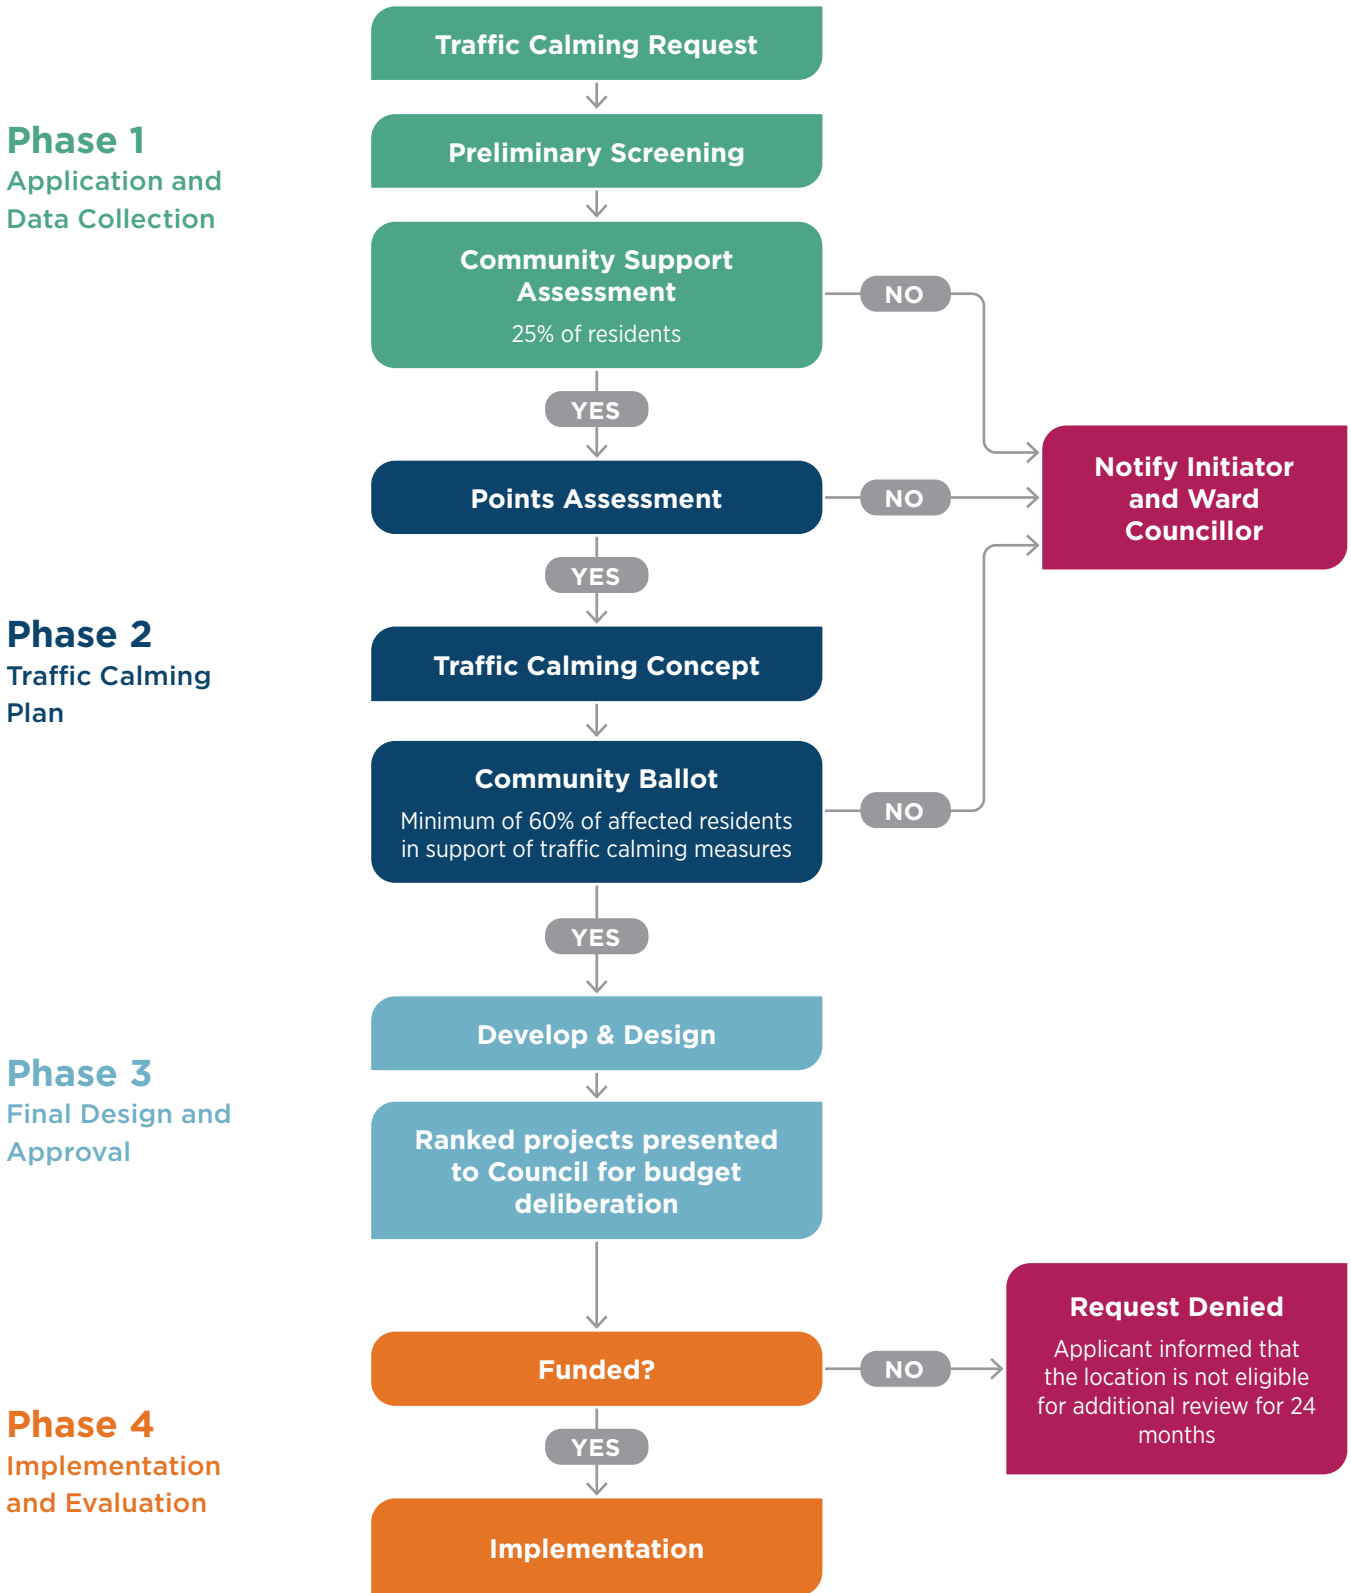 Traffic Calming Request
Phase 1
Application and
Data Collection
Preliminary Screening
Community Support
Assessment
25% of residents
NO
YES
Notify Initiator
and Ward
Councillor
Points Assessment
NO
YES
Phase 2
Traffic Calming
Plan
Traffic Calming Concept
Community Ballot
Minimum of 60% of affected residents
in support of traffic calming measures
NO
YES
Phase 3
Final Design and
Approval
Develop & Design
Ranked projects presented
to Council for budget
deliberation
Funded?
NO
Request Denied
Applicant informed that
the location is not eligible
for additional review for 24
months
Phase 4
Implementation
and Evaluation
YES
Implementation